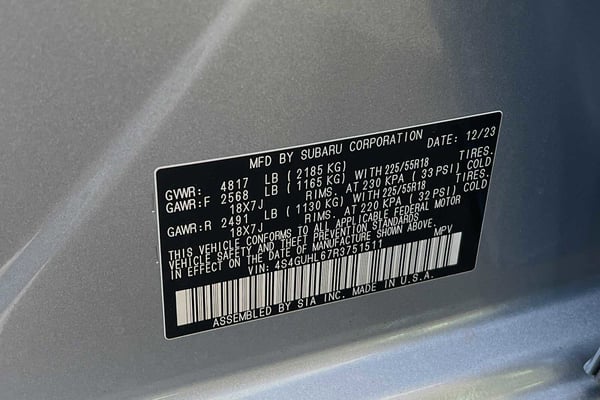 MFD BY SUBARU CORPORATION DATE: 12/23
GVWR: 4817 LB ( 2185 KG)
GAWR:F 2568 LB ( 1165 KG) WITH 225/55R18 TIRES.
18X7J RIMS. AT 230 KPA ( 33 PSI) COLD
GAWR:R 2491 LB ( 1130 KG) WITH 225/55R18 TIRES.
18X7J RIMS. AT 220 KPA ( 32 PSI) COLD
THIS VEHICLE CONFORMS TO ALL APPLICABLE FEDERAL MOTOR
VEHICLE SAFETY AND THEFT PREVENTION STANDARDS
IN EFFECT ON THE DATE OF MANUFACTURE SHOWN ABOVE.
VIN: 4S4GUHL67R3751511 MPV
ASSEMBLED BY SIA INC. MADE IN U.S.A.